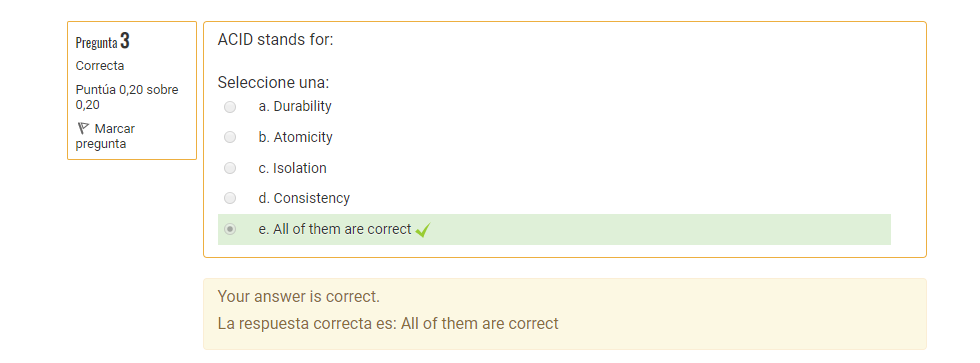 Pregunta 3
Correcta
Puntúa 0,20 sobre
0,20
Marcar
pregunta
ACID stands for:
Seleccione una:
a. Durability
b. Atomicity
c. Isolation
d. Consistency
e. All of them are correct
Your answer is correct.
La respuesta correcta es: All of them are correct